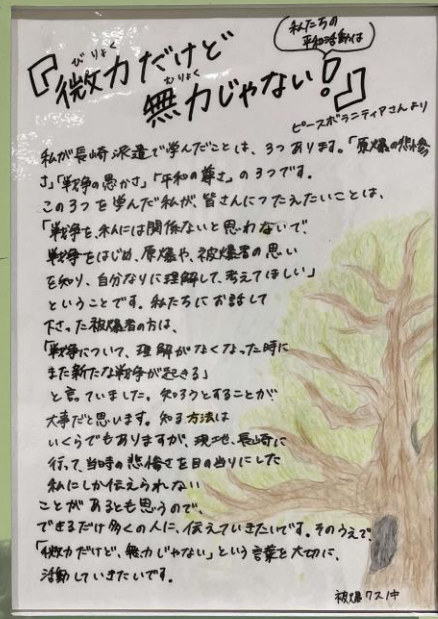 私たちの
平和活動は
びりょく
『微力だけど
むりょく
無力じゃない!』
ピースボランティアさんより
私が長崎派遣で学んだことは、3つあります。「原爆の悲惨
さ」「戦争の愚かさ」「平和の尊さ」の3つです。
この3つを学んだ私が皆さんにつたえたいことは、
「戦争を、私には関係ないと思わないで、
戦争をはじめ、原爆や、被爆者の思い
を知り、自分なりに理解して、考えてほしい」
ということです。私たちにお話して
下さった被爆者の方は、
「戦争について、理解がなくなった時に
また新たな戦争が起きる」
と言っていました。知ろうとすることが
大事だと思います。知る方法は
いくらでもありますが、現地、長崎に
行って、当時の悲惨さを目の当りにした
私にしか伝えられない
ことがあるとも思うので、
できるだけ多くの人に、伝えていきたいです。そのうえで、
「微力だけど、無力じゃない」という言葉を大切に、
活動していきたいです。
被爆クスノキ